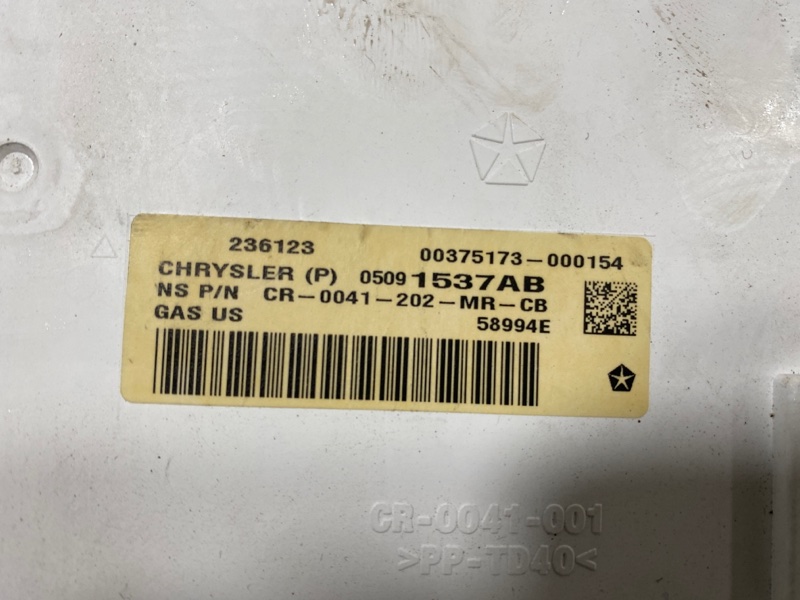 236123 00375173-000154
CHRYSLER (P) 05091537AB
NS P/N CR-0041-202-MR-CB
GAS US 58994E
CR-0041-001
>PP-TD40<